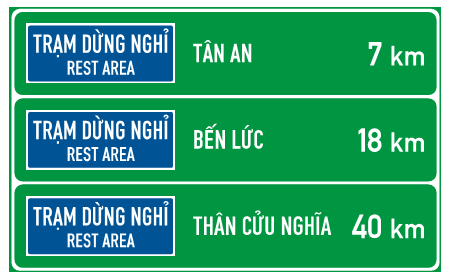 TRẠM DỪNG NGHỈ
REST AREA
TÂN AN 7 km
TRẠM DỪNG NGHỈ
REST AREA
BẾN LỨC 18 km
TRẠM DỪNG NGHỈ
REST AREA
THÂN CỬU NGHĨA 40 km